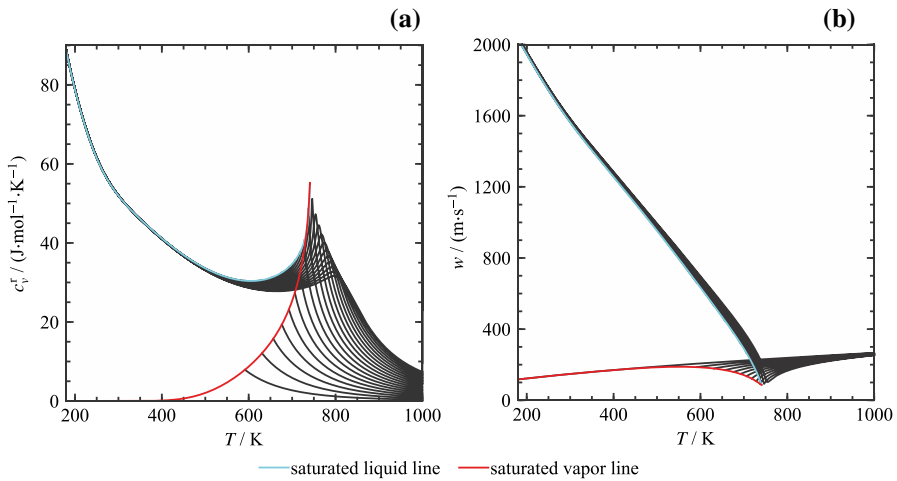 (a)
80
60
40
20
0
200
400
600
800
1000
c_v^r / (J·mol⁻¹·K⁻¹)
T / K
(b)
2000
1600
1200
800
400
0
200
400
600
800
1000
w / (m·s⁻¹)
T / K
saturated liquid line
saturated vapor line